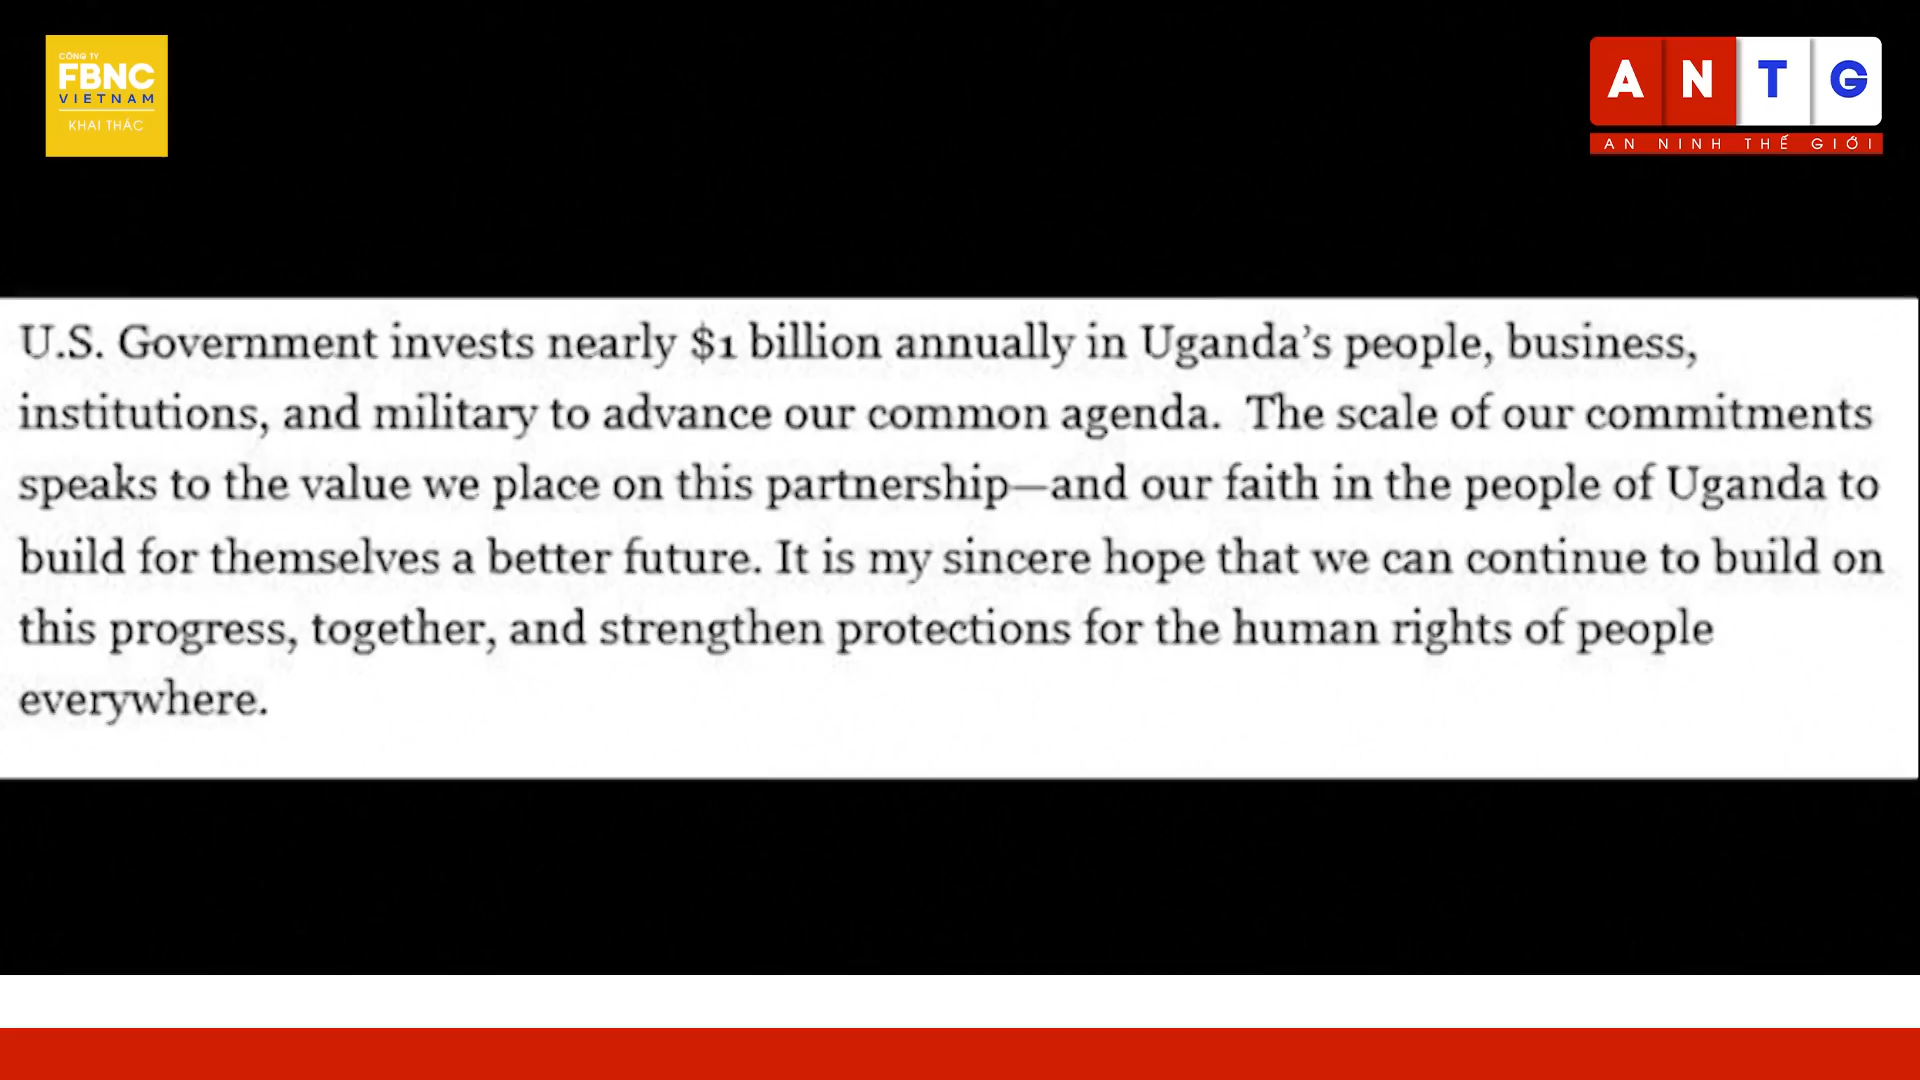 CÔNG TY
FBNC
VIETNAM
KHAI THÁC
A N T G
AN NINH THẾ GIỚI
U.S. Government invests nearly $1 billion annually in Uganda’s people, business,
institutions, and military to advance our common agenda.  The scale of our commitments
speaks to the value we place on this partnership—and our faith in the people of Uganda to
build for themselves a better future. It is my sincere hope that we can continue to build on
this progress, together, and strengthen protections for the human rights of people
everywhere.